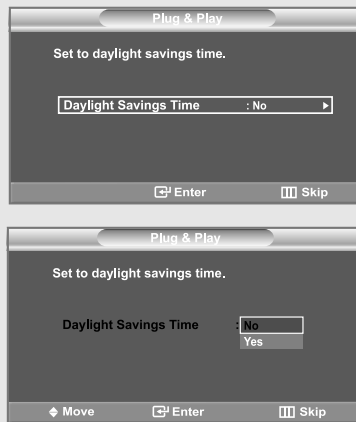 Plug & Play
Set to daylight savings time.
Daylight Savings Time : No
Enter Skip
Plug & Play
Set to daylight savings time.
Daylight Savings Time : No
Yes
Move Enter Skip